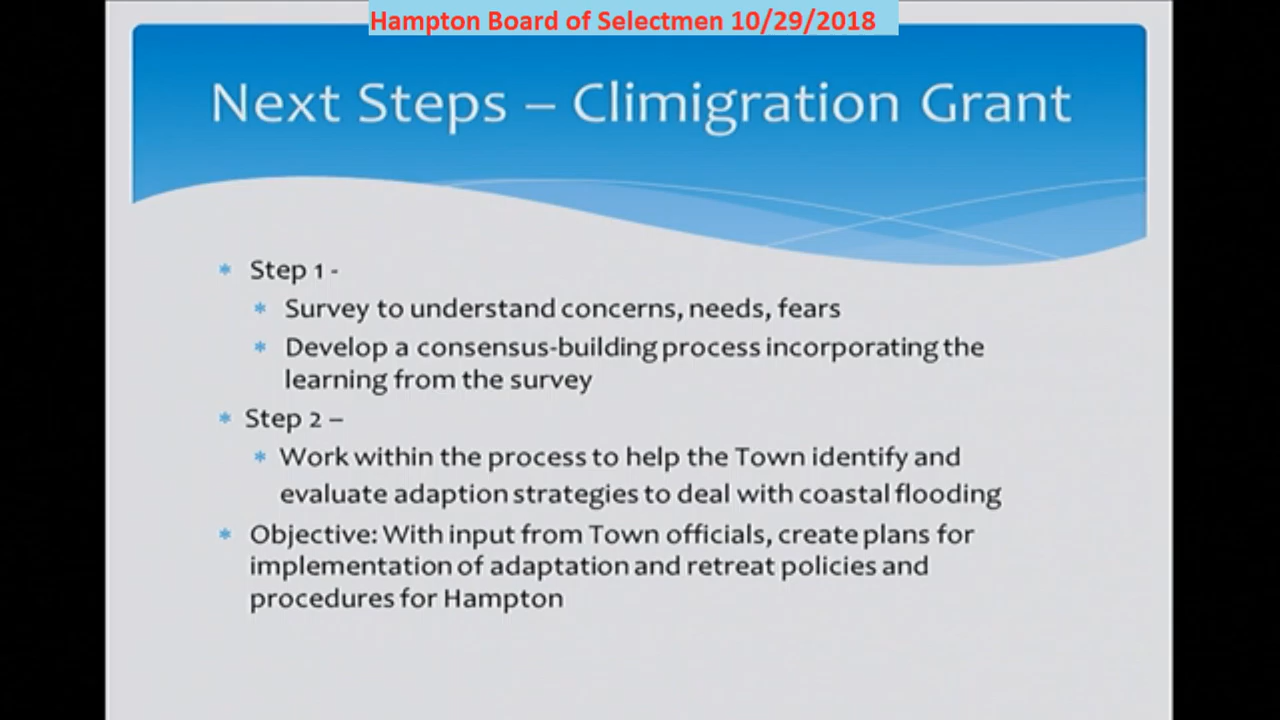 Hampton Board of Selectmen 10/29/2018
Next Steps – Climigration Grant
Step 1 -
Survey to understand concerns, needs, fears
Develop a consensus-building process incorporating the
learning from the survey
Step 2 –
Work within the process to help the Town identify and
evaluate adaption strategies to deal with coastal flooding
Objective: With input from Town officials, create plans for
implementation of adaptation and retreat policies and
procedures for Hampton